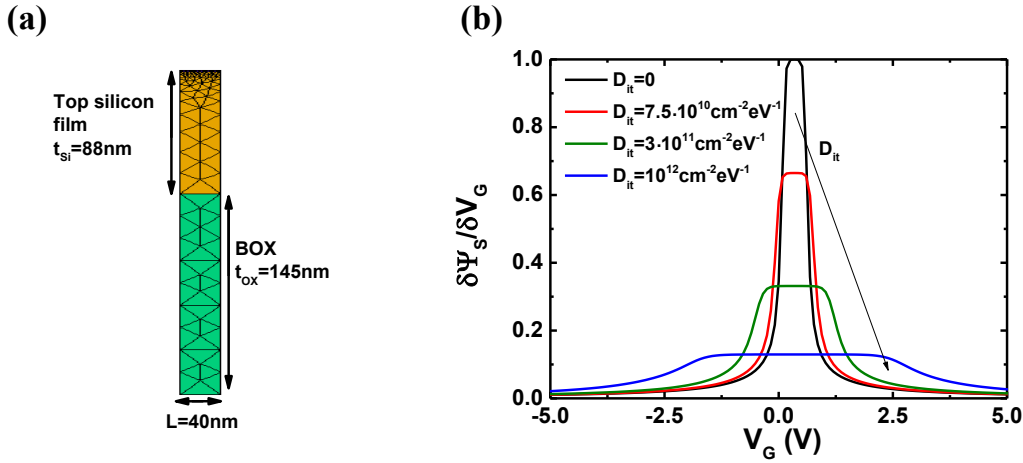 (a)
Top silicon
film
t_Si=88nm
BOX
t_OX=145nm
L=40nm
(b)
δΨ_S/δV_G
1.0
0.8
0.6
0.4
0.2
0.0
D_it=0
D_it=7.5·10^10cm^-2eV^-1
D_it=3·10^11cm^-2eV^-1
D_it=10^12cm^-2eV^-1
D_it
-5.0 -2.5 0.0 2.5 5.0
V_G (V)